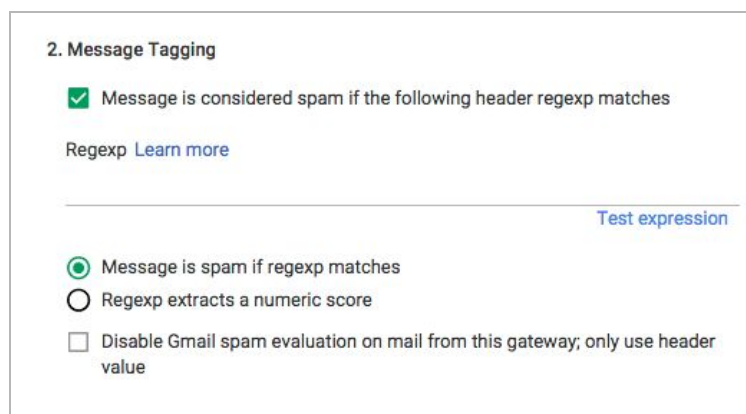 2. Message Tagging
Message is considered spam if the following header regexp matches
Regexp Learn more
Test expression
Message is spam if regexp matches
Regexp extracts a numeric score
Disable Gmail spam evaluation on mail from this gateway; only use header
value